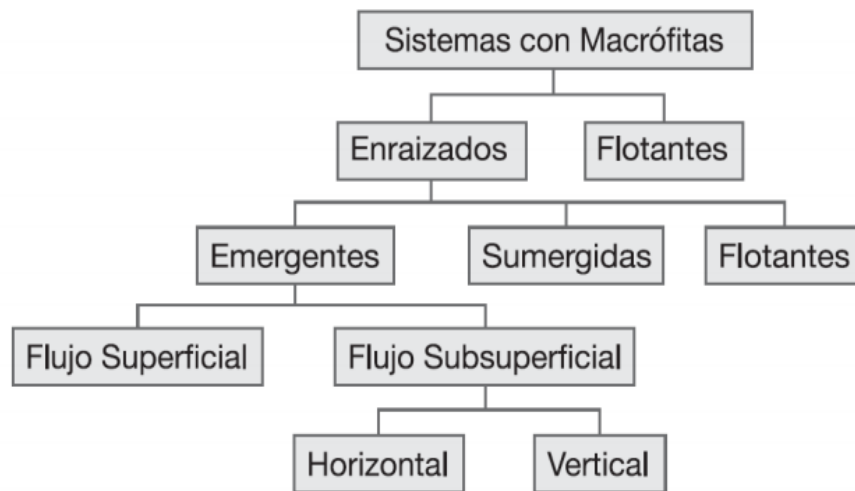 Sistemas con Macrófitas
Enraizados
Flotantes
Emergentes
Sumergidas
Flotantes
Flujo Superficial
Flujo Subsuperficial
Horizontal
Vertical